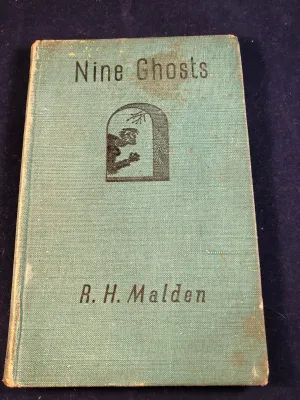 Nine Ghosts
R. H. Malden